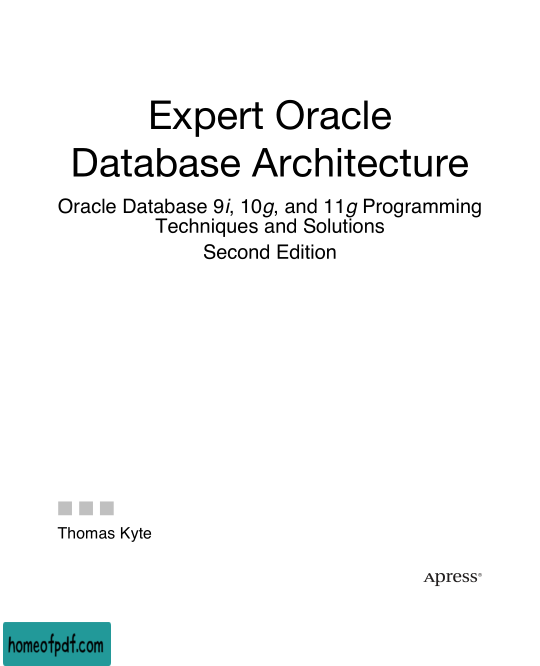 Expert Oracle
Database Architecture
Oracle Database 9i, 10g, and 11g Programming
Techniques and Solutions
Second Edition
Thomas Kyte
Apress®
homeofpdf.com